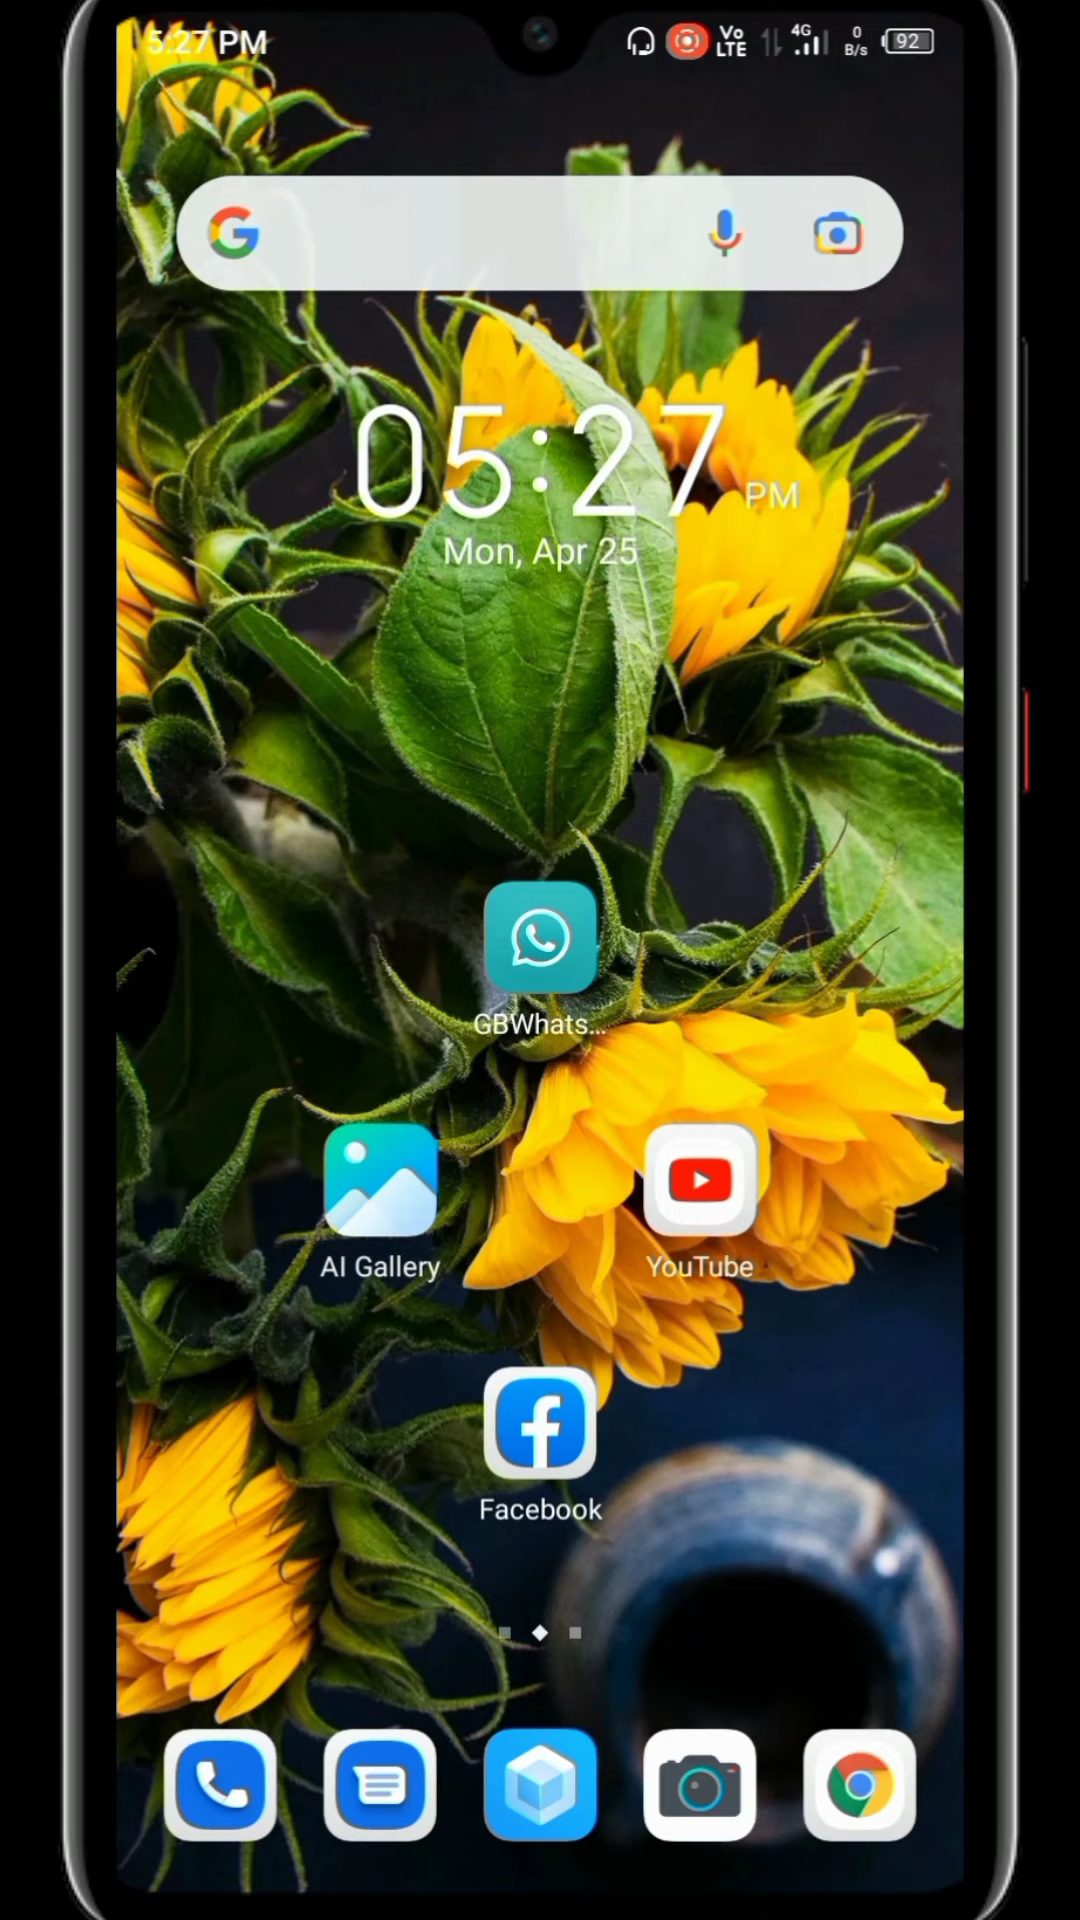 5:27 PM
Vo
LTE
4G
0
B/s
92
05:27 PM
Mon, Apr 25
GBWhats...
AI Gallery
YouTube
Facebook